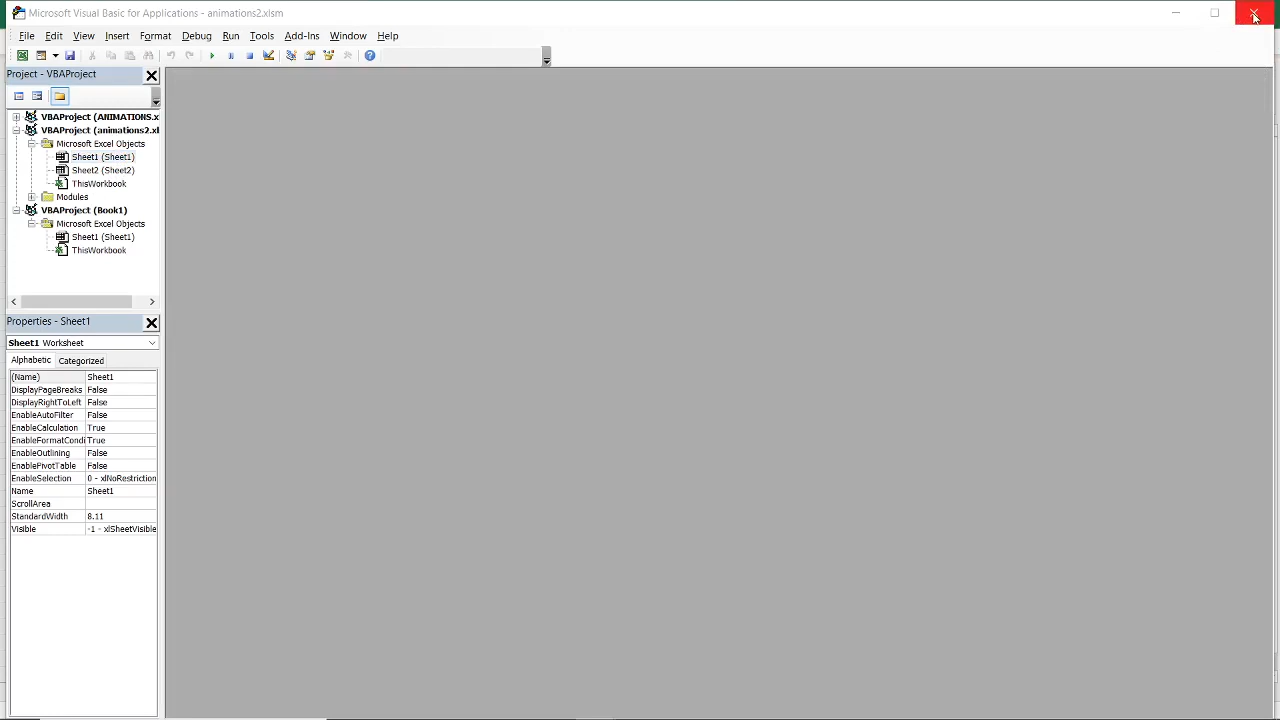 Microsoft Visual Basic for Applications - animations2.xlsm
File Edit View Insert Format Debug Run Tools Add-Ins Window Help
Project - VBAProject
VBAProject (ANIMATIONS.x
VBAProject (animations2.xl
Microsoft Excel Objects
Sheet1 (Sheet1)
Sheet2 (Sheet2)
ThisWorkbook
Modules
VBAProject (Book1)
Microsoft Excel Objects
Sheet1 (Sheet1)
ThisWorkbook
Properties - Sheet1
Sheet1 Worksheet
Alphabetic Categorized
(Name) Sheet1
DisplayPageBreaks False
DisplayRightToLeft False
EnableAutoFilter False
EnableCalculation True
EnableFormatCondi True
EnableOutlining False
EnablePivotTable False
EnableSelection 0 - xlNoRestriction
Name Sheet1
ScrollArea
StandardWidth 8.11
Visible -1 - xlSheetVisible